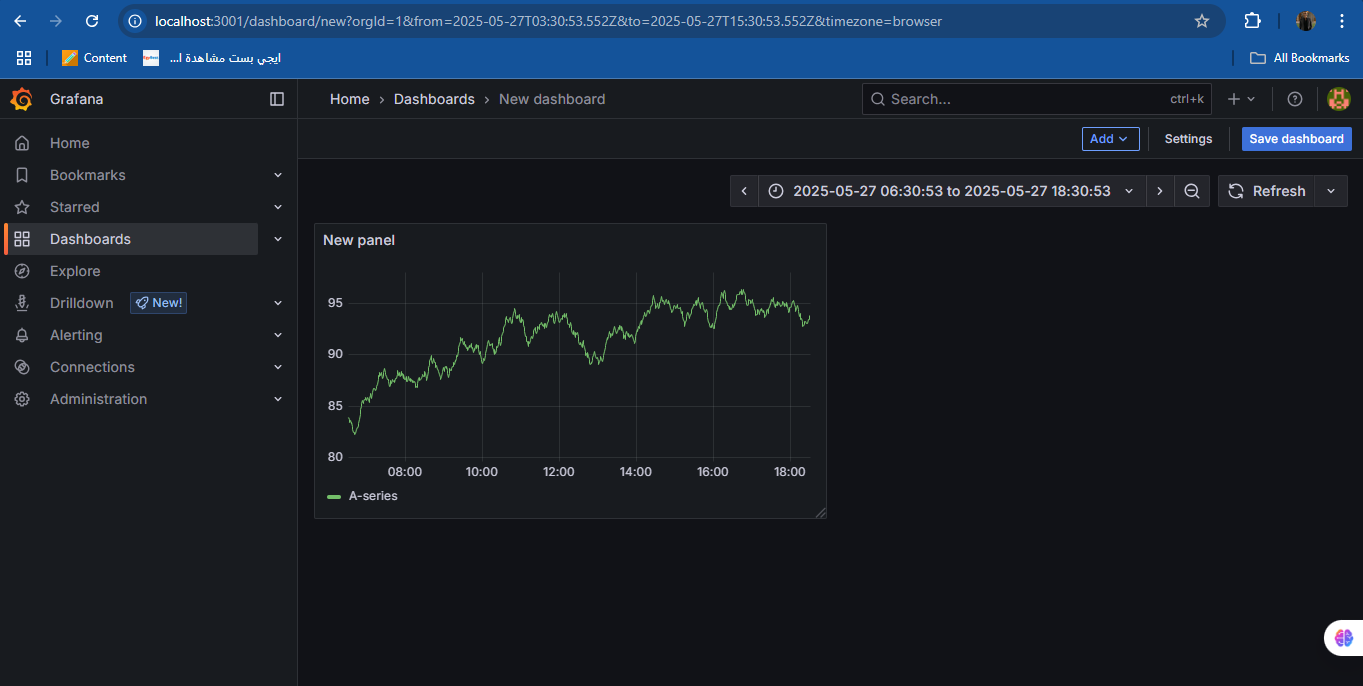 localhost:3001/dashboard/new?orgId=1&from=2025-05-27T03:30:53.552Z&to=2025-05-27T15:30:53.552Z&timezone=browser
Content
ايجي بست مشاهدة ا...
All Bookmarks
Grafana
Home › Dashboards › New dashboard
Search...
ctrl+k
Home
Bookmarks
Starred
Dashboards
Explore
Drilldown
New!
Alerting
Connections
Administration
Add
Settings
Save dashboard
2025-05-27 06:30:53 to 2025-05-27 18:30:53
Refresh
New panel
95
90
85
80
08:00 10:00 12:00 14:00 16:00 18:00
A-series